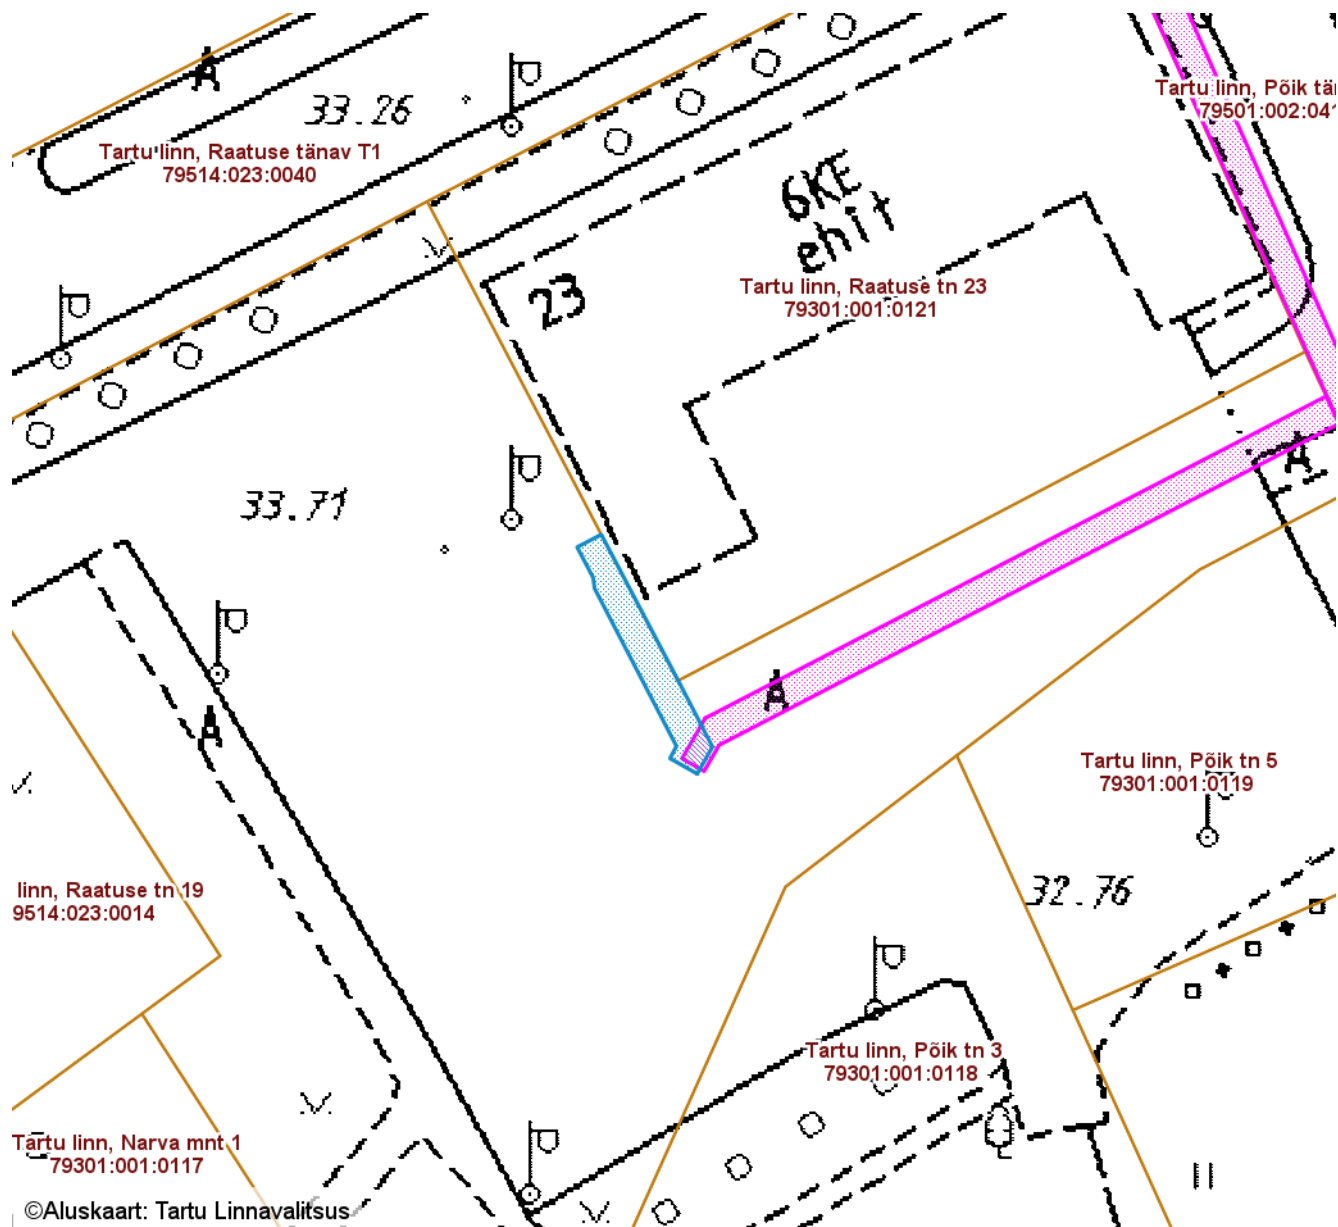 A
33.26
Tartu linn, Raatuse tänav T1
79514:023:0040
Tartu linn, Põik tän
79501:002:041
6KE
ehit
23
Tartu linn, Raatuse tn 23
79301:001:0121
33.71
A
A
A
Tartu linn, Põik tn 5
79301:001:0119
linn, Raatuse tn 19
9514:023:0014
32.76
Tartu linn, Põik tn 3
79301:001:0118
Tartu linn, Narva mnt 1
79301:001:0117
©Aluskaart: Tartu Linnavalitsus